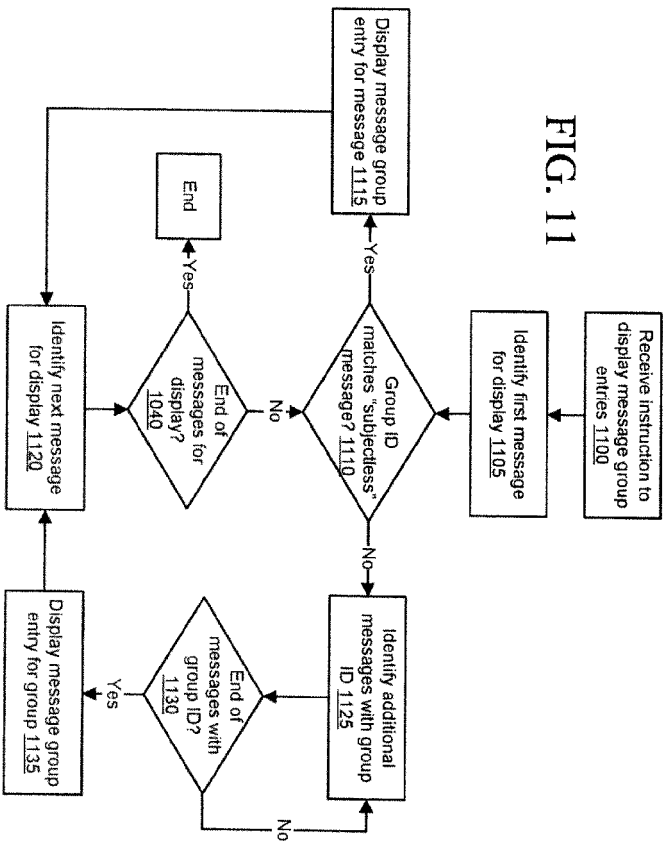 FIG. 11
Receive instruction to
display message group
entries 1100
Identify first message
for display 1105
Group ID
matches “subjectless”
message? 1110
Yes
No
Display message group
entry for message 1115
Identify additional
messages with group
ID 1125
End of
messages with
group ID?
1130
No
Yes
Display message group
entry for group 1135
Identify next message
for display 1120
End of
messages for
display?
1040
No
Yes
End